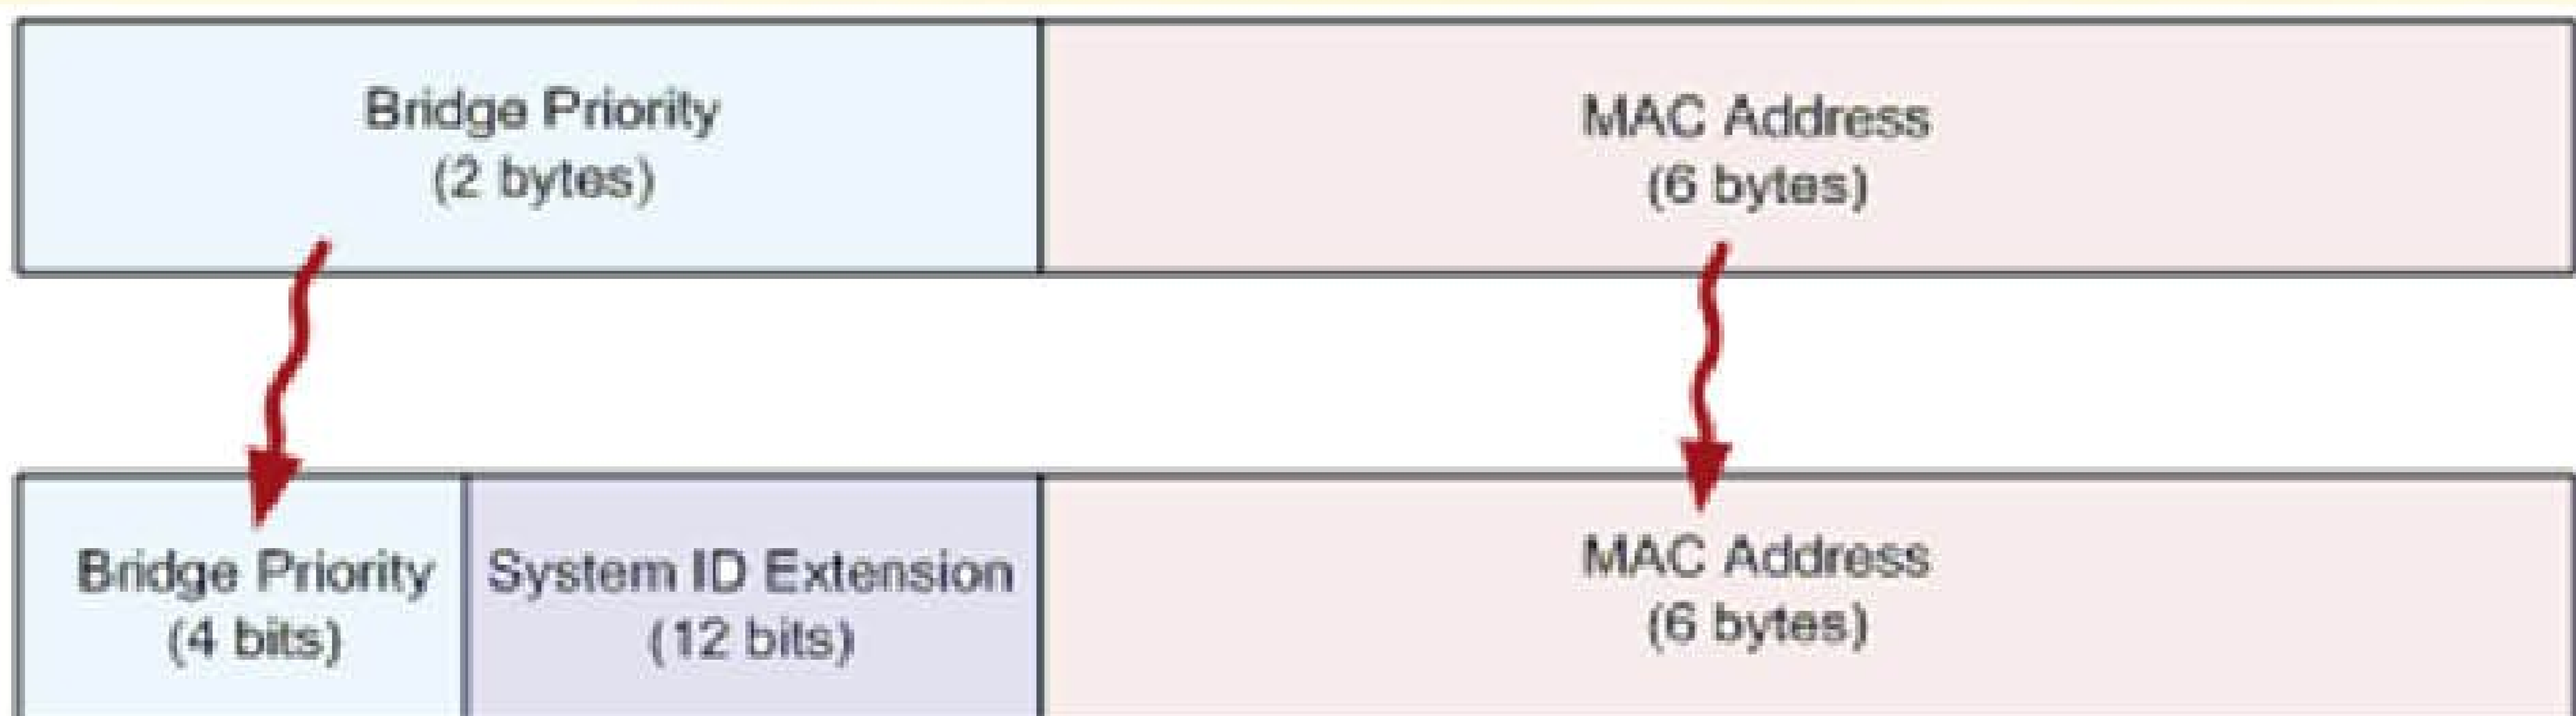 Bridge Priority
(2 bytes)
MAC Address
(6 bytes)
Bridge Priority
(4 bits)
System ID Extension
(12 bits)
MAC Address
(6 bytes)